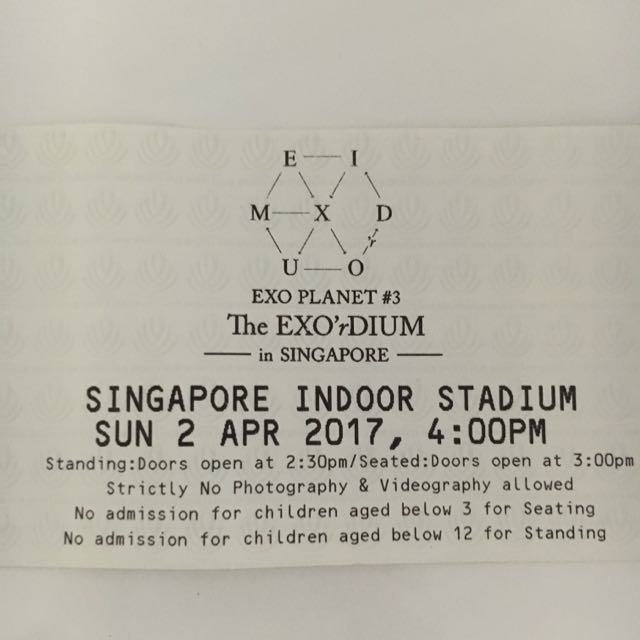 E I
M X D
r
U O
EXO PLANET #3
The EXO'rDIUM
in SINGAPORE
SINGAPORE INDOOR STADIUM
SUN 2 APR 2017, 4:00PM
Standing:Doors open at 2:30pm/Seated:Doors open at 3:00pm
Strictly No Photography & Videography allowed
No admission for children aged below 3 for Seating
No admission for children aged below 12 for Standing